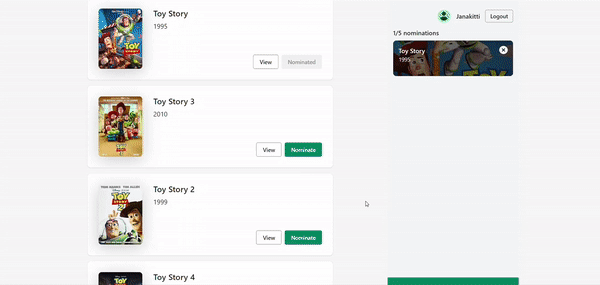 Toy Story
1995
View
Nominated
Toy Story 3
2010
View
Nominate
Toy Story 2
1999
View
Nominate
Toy Story 4
Janakitti
Logout
1/5 nominations
Toy Story
1995